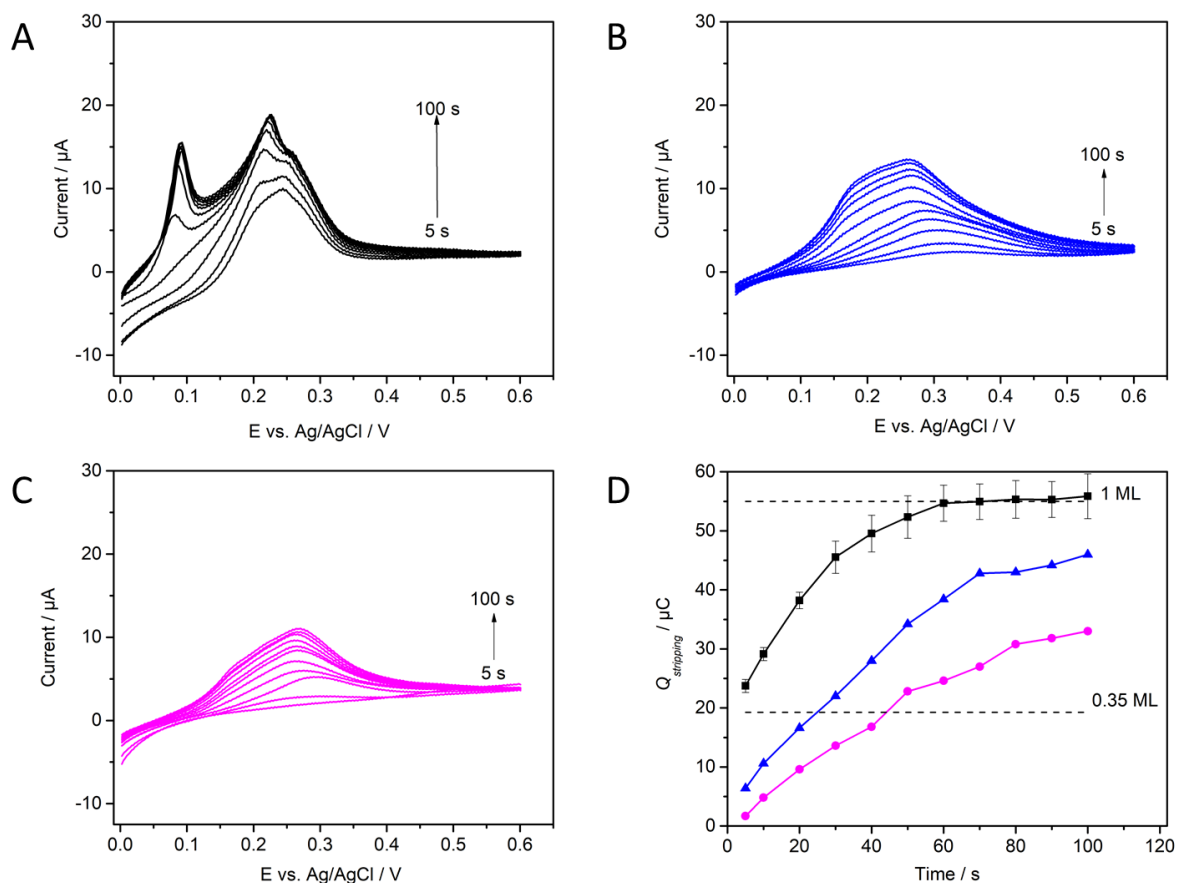 A
30
20
10
0
-10
Current / µA
100 s
5 s
0.0 0.1 0.2 0.3 0.4 0.5 0.6
E vs. Ag/AgCl / V
B
30
20
10
0
-10
Current / µA
100 s
5 s
0.0 0.1 0.2 0.3 0.4 0.5 0.6
E vs. Ag/AgCl / V
C
30
20
10
0
-10
Current / µA
100 s
5 s
0.0 0.1 0.2 0.3 0.4 0.5 0.6
E vs. Ag/AgCl / V
D
60
50
40
30
20
10
0
Q stripping / µC
1 ML
0.35 ML
0 20 40 60 80 100 120
Time / s